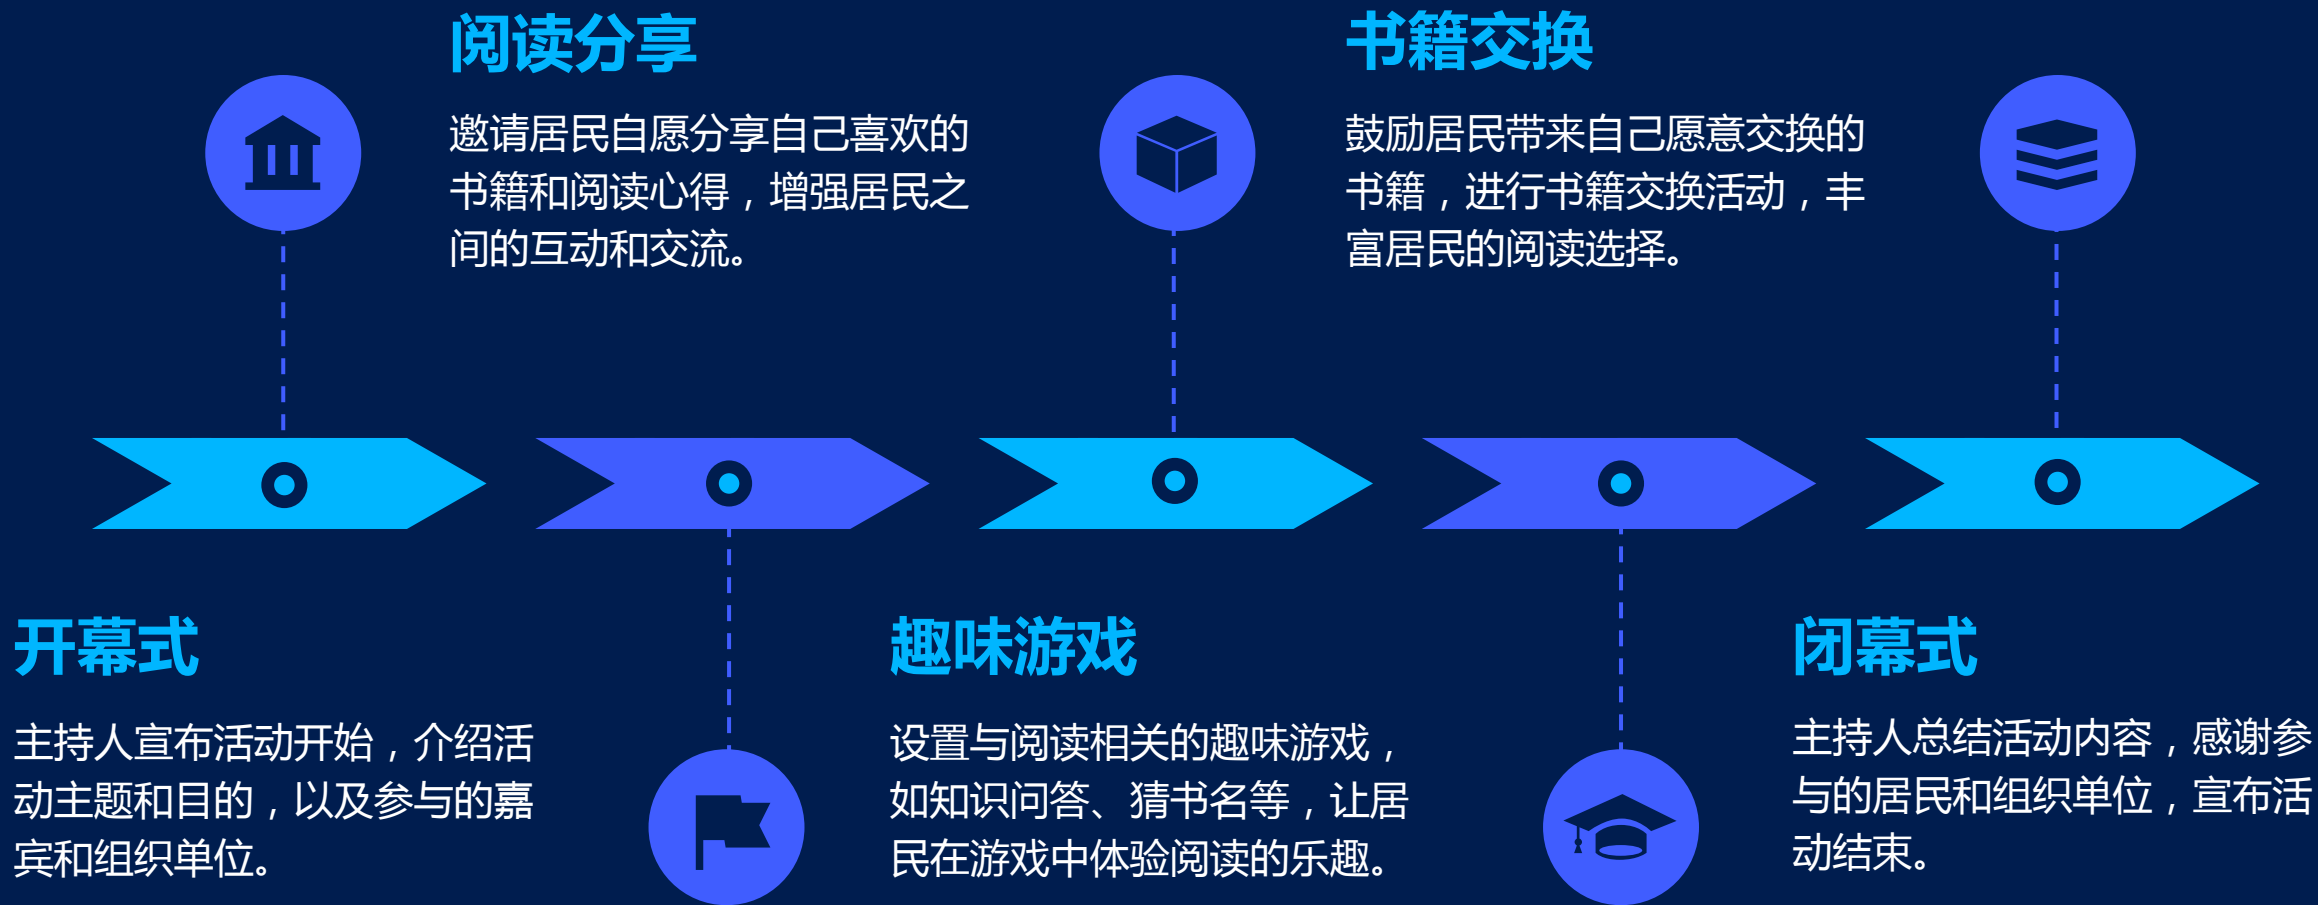 阅读分享
邀请居民自愿分享自己喜欢的
书籍和阅读心得，增强居民之
间的互动和交流。
书籍交换
鼓励居民带来自己愿意交换的
书籍，进行书籍交换活动，丰
富居民的阅读选择。
开幕式
主持人宣布活动开始，介绍活
动主题和目的，以及参与的嘉
宾和组织单位。
趣味游戏
设置与阅读相关的趣味游戏，
如知识问答、猜书名等，让居
民在游戏中体验阅读的乐趣。
闭幕式
主持人总结活动内容，感谢参
与的居民和组织单位，宣布活
动结束。